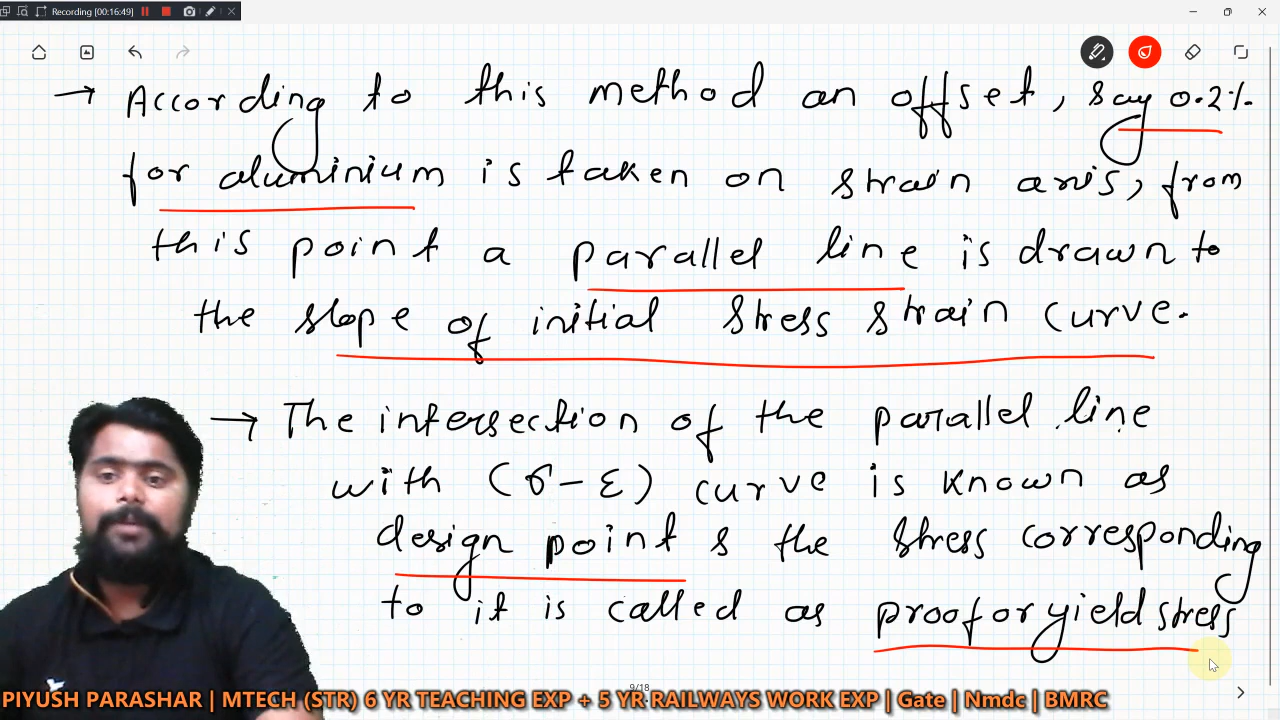 Recording [00:16:49]
→ According to this method an offset, say 0.2%
for aluminium is taken on strain axis, from
this point a parallel line is drawn to
the slope of initial stress strain curve.
→ The intersection of the parallel line
with (σ-ε) curve is known as
design point & the stress corresponding
to it is called as proof or yield stress
9/18
PIYUSH PARASHAR | MTECH (STR) 6 YR TEACHING EXP + 5 YR RAILWAYS WORK EXP | Gate | Nmdc | BMRC